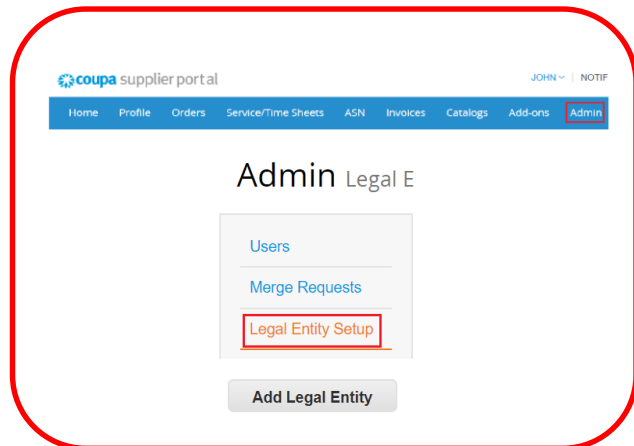 coupa supplier portal
JOHN NOTIF
Home Profile Orders Service/Time Sheets ASN Invoices Catalogs Add-ons Admin
Admin Legal E
Users
Merge Requests
Legal Entity Setup
Add Legal Entity